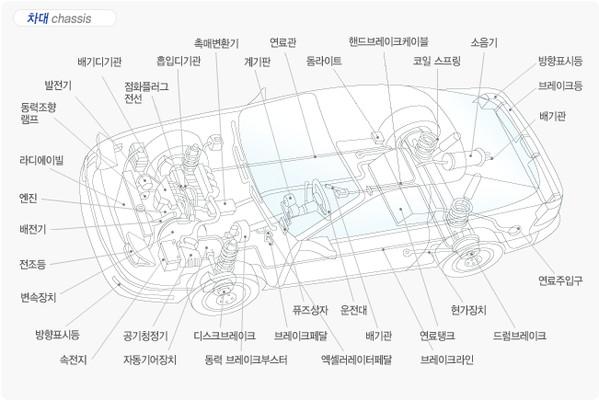 차대 chassis
촉매변환기
연료관
핸드브레이크케이블
소음기
배기디기관
흡입디기관
계기판
돔라이트
코일 스프링
방향표시등
발전기
점화플러그
전선
브레이크등
동력조향
램프
배기관
라디에이빌
엔진
배전기
전조등
연료주입구
변속장치
방향표시등
공기청정기
디스크브레이크
브레이크페달
퓨즈상자
운전대
배기관
연료탱크
현가장치
드럼브레이크
속전지
자동기어장치
동력 브레이크부스터
엑셀러레이터페달
브레이크라인